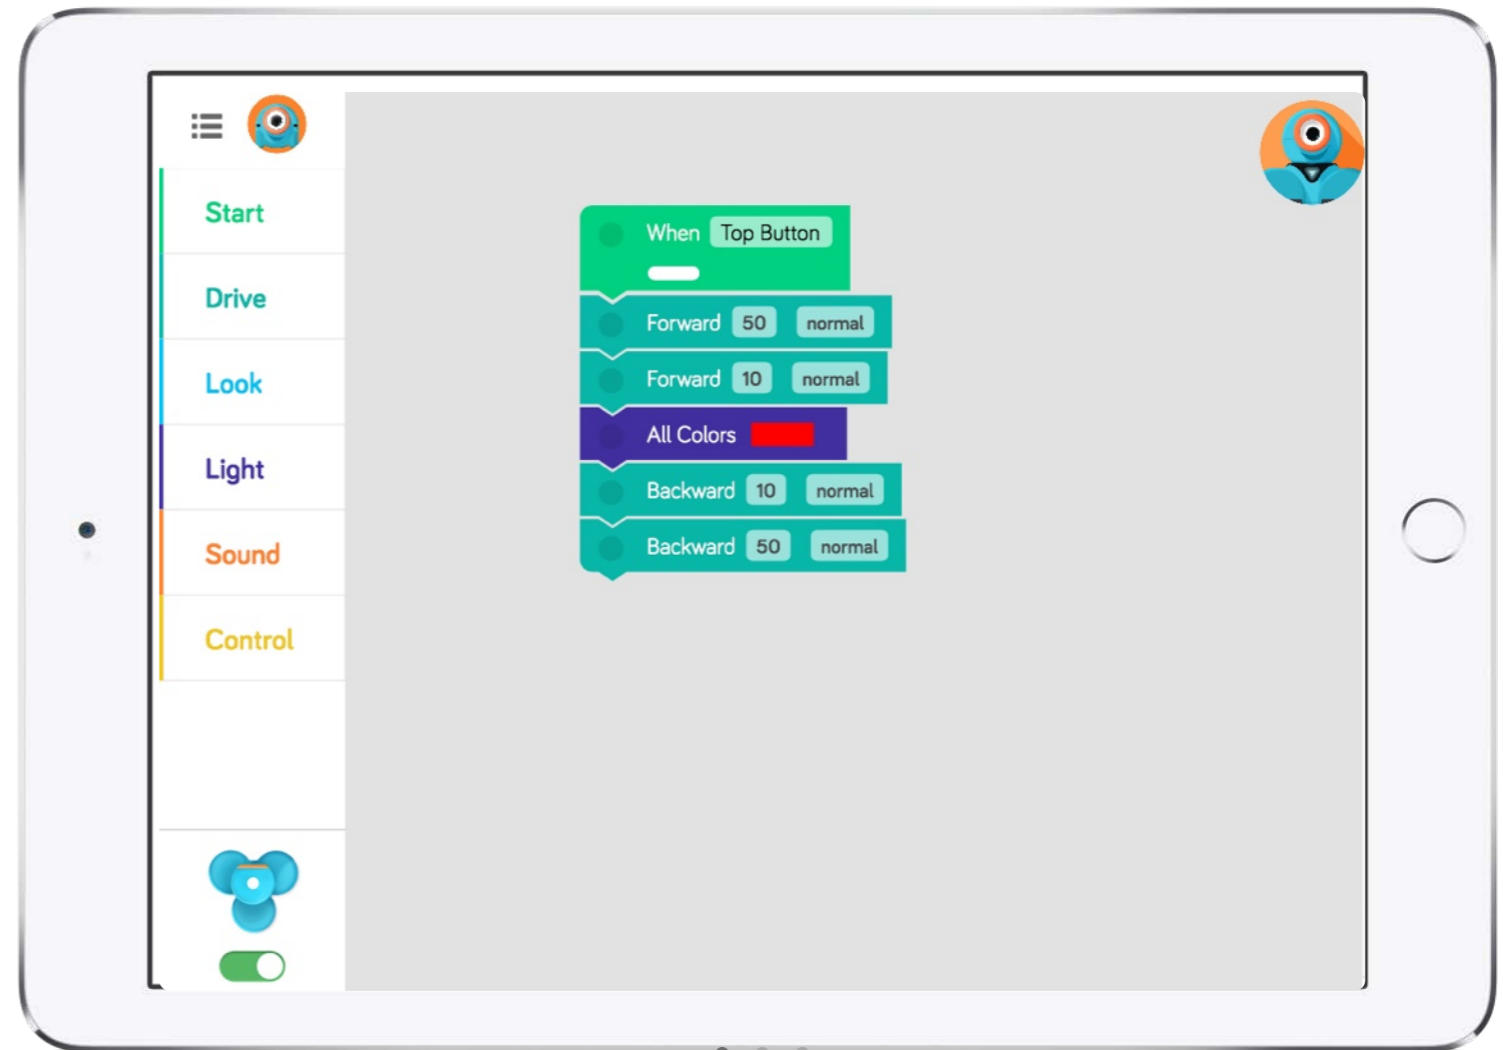 Start
Drive
Look
Light
Sound
Control
When Top Button
Forward 50 normal
Forward 10 normal
All Colors
Backward 10 normal
Backward 50 normal